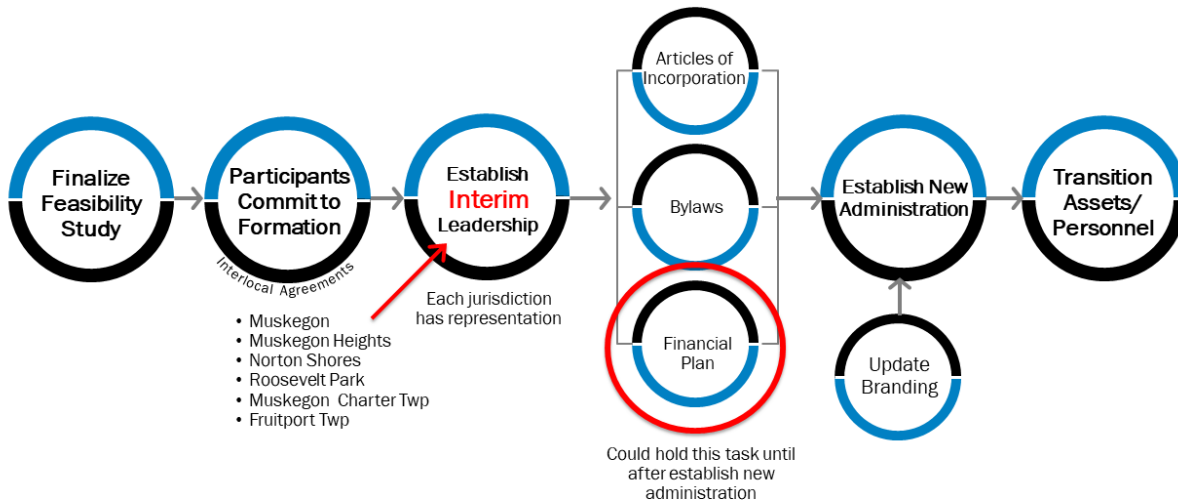 Finalize
Feasibility
Study
Participants
Commit to
Formation
Interlocal Agreements
• Muskegon
• Muskegon Heights
• Norton Shores
• Roosevelt Park
• Muskegon Charter Twp
• Fruitport Twp
Establish
Interim
Leadership
Each jurisdiction
has representation
Articles of
Incorporation
Bylaws
Financial
Plan
Could hold this task until
after establish new
administration
Establish New
Administration
Update
Branding
Transition
Assets/
Personnel